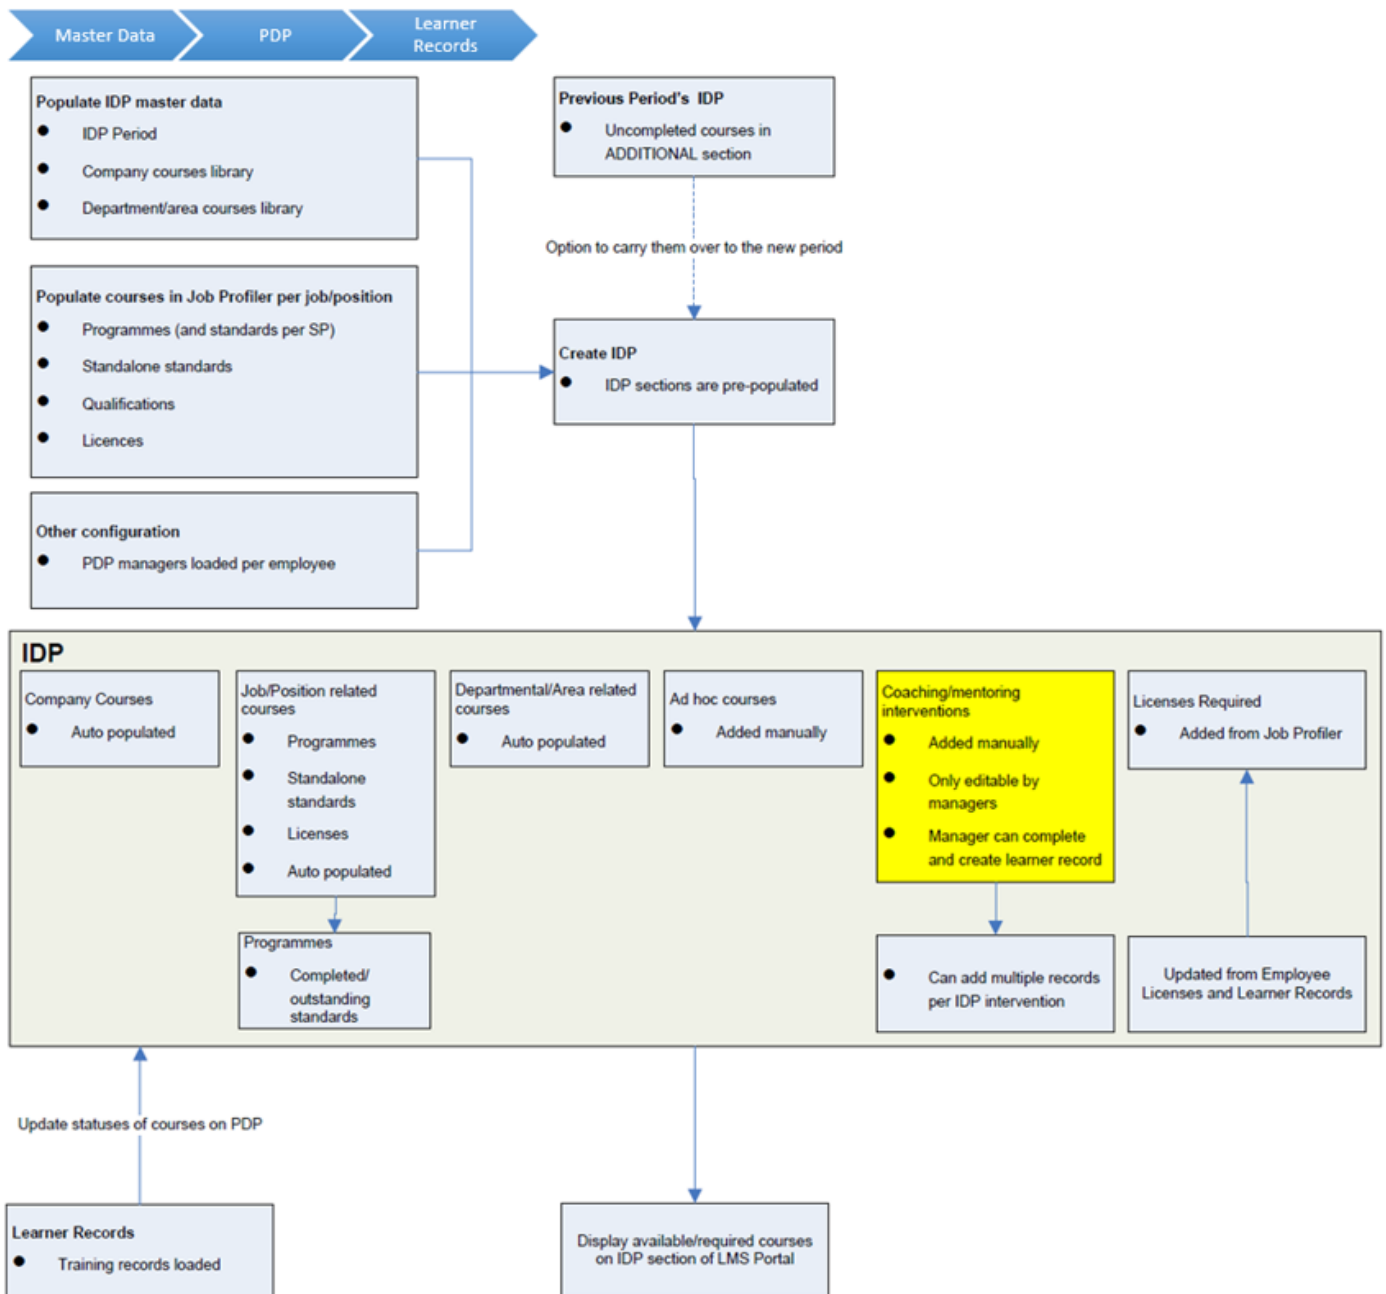 Master Data
PDP
Learner
Records
Populate IDP master data
● IDP Period
● Company courses library
● Department/area courses library
Previous Period's IDP
● Uncompleted courses in
ADDITIONAL section
Option to carry them over to the new period
Populate courses in Job Profiler per job/position
● Programmes (and standards per SP)
● Standalone standards
● Qualifications
● Licences
Create IDP
● IDP sections are pre-populated
Other configuration
● PDP managers loaded per employee
IDP
Company Courses
● Auto populated
Job/Position related
courses
● Programmes
● Standalone
standards
● Licenses
● Auto populated
Programmes
● Completed/
outstanding
standards
Departmental/Area related
courses
● Auto populated
Ad hoc courses
● Added manually
Coaching/mentoring
interventions
● Added manually
● Only editable by
managers
● Manager can complete
and create learner record
● Can add multiple records
per IDP intervention
Licenses Required
● Added from Job Profiler
Updated from Employee
Licenses and Learner Records
Update statuses of courses on PDP
Learner Records
● Training records loaded
Display available/required courses
on IDP section of LMS Portal